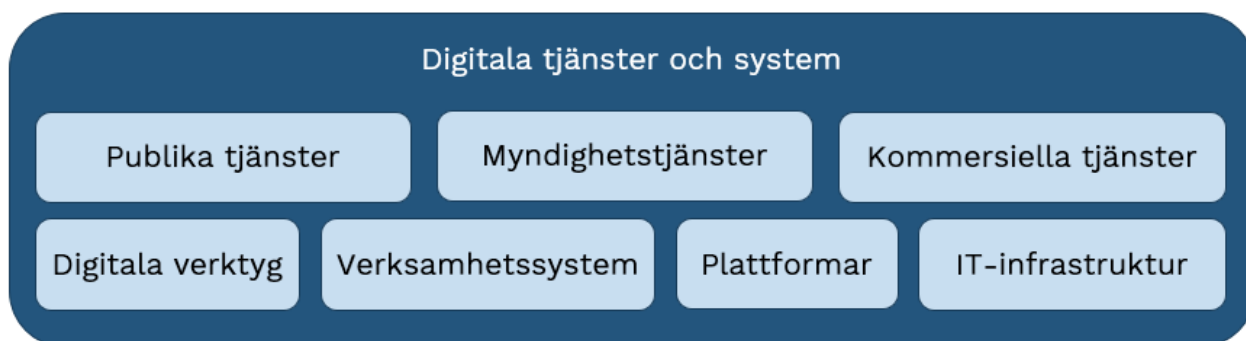 Digitala tjänster och system
Publika tjänster
Myndighetstjänster
Kommersiella tjänster
Digitala verktyg
Verksamhetssystem
Plattformar
IT-infrastruktur